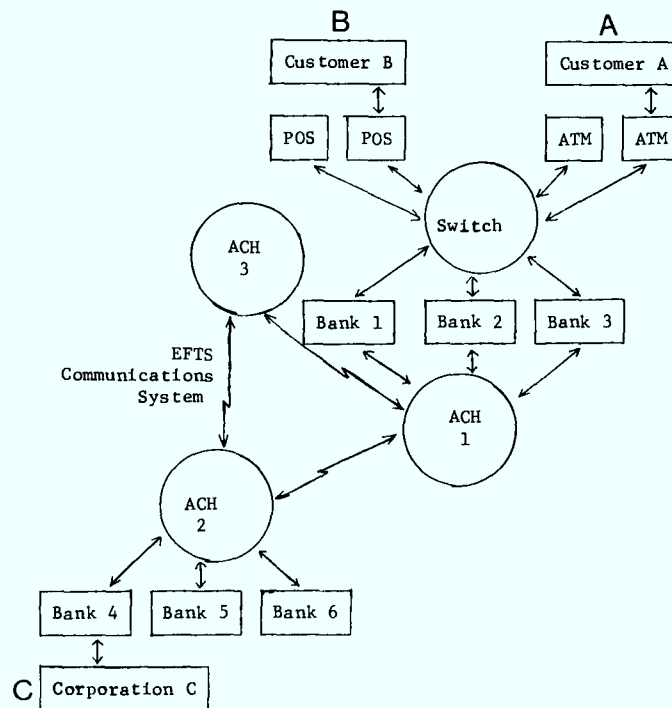 B
A
Customer B
Customer A
POS
POS
ATM
ATM
Switch
ACH
3
Bank 1
Bank 2
Bank 3
EFTS
Communications
System
ACH
1
ACH
2
Bank 4
Bank 5
Bank 6
C
Corporation C